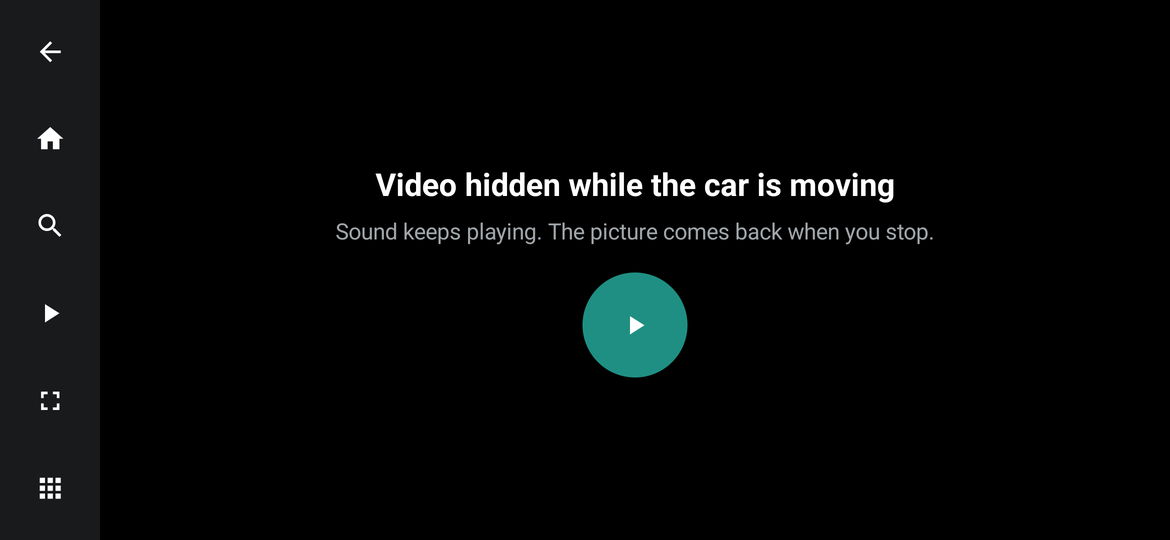 Video hidden while the car is moving
Sound keeps playing. The picture comes back when you stop.